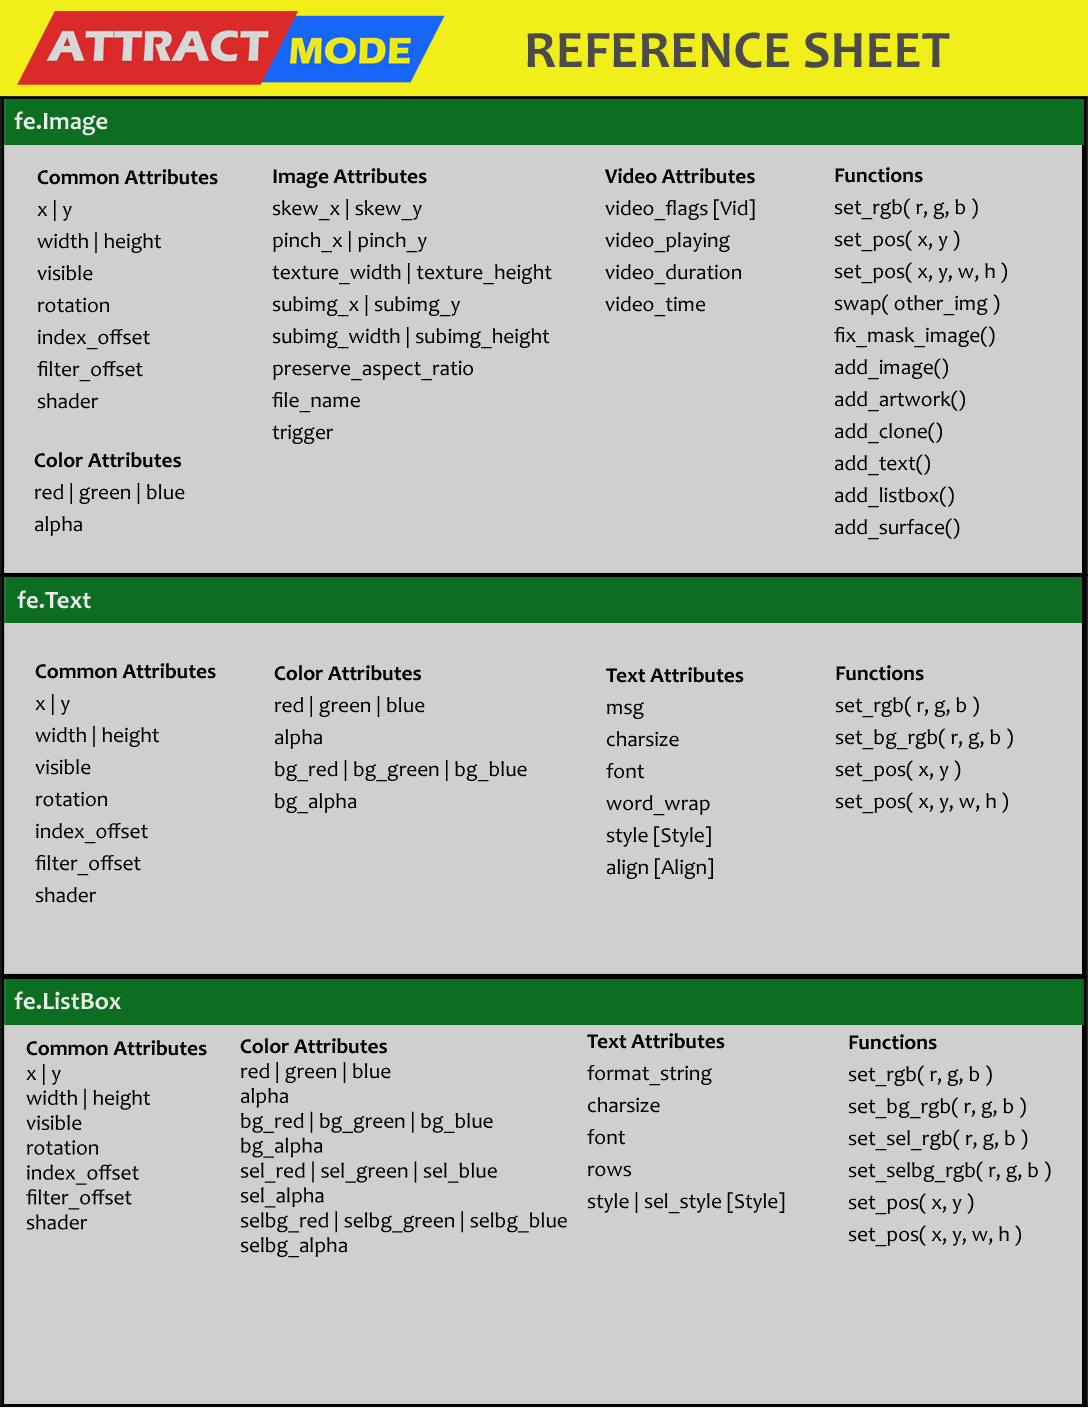 ATTRACT MODE
REFERENCE SHEET
fe.Image
Common Attributes
x | y
width | height
visible
rotation
index_offset
filter_offset
shader
Color Attributes
red | green | blue
alpha
Image Attributes
skew_x | skew_y
pinch_x | pinch_y
texture_width | texture_height
subimg_x | subimg_y
subimg_width | subimg_height
preserve_aspect_ratio
file_name
trigger
Video Attributes
video_flags [Vid]
video_playing
video_duration
video_time
Functions
set_rgb( r, g, b )
set_pos( x, y )
set_pos( x, y, w, h )
swap( other_img )
fix_mask_image()
add_image()
add_artwork()
add_clone()
add_text()
add_listbox()
add_surface()
fe.Text
Common Attributes
x | y
width | height
visible
rotation
index_offset
filter_offset
shader
Color Attributes
red | green | blue
alpha
bg_red | bg_green | bg_blue
bg_alpha
Text Attributes
msg
charsize
font
word_wrap
style [Style]
align [Align]
Functions
set_rgb( r, g, b )
set_bg_rgb( r, g, b )
set_pos( x, y )
set_pos( x, y, w, h )
fe.ListBox
Common Attributes
x | y
width | height
visible
rotation
index_offset
filter_offset
shader
Color Attributes
red | green | blue
alpha
bg_red | bg_green | bg_blue
bg_alpha
sel_red | sel_green | sel_blue
sel_alpha
selbg_red | selbg_green | selbg_blue
selbg_alpha
Text Attributes
format_string
charsize
font
rows
style | sel_style [Style]
Functions
set_rgb( r, g, b )
set_bg_rgb( r, g, b )
set_sel_rgb( r, g, b )
set_selbg_rgb( r, g, b )
set_pos( x, y )
set_pos( x, y, w, h )